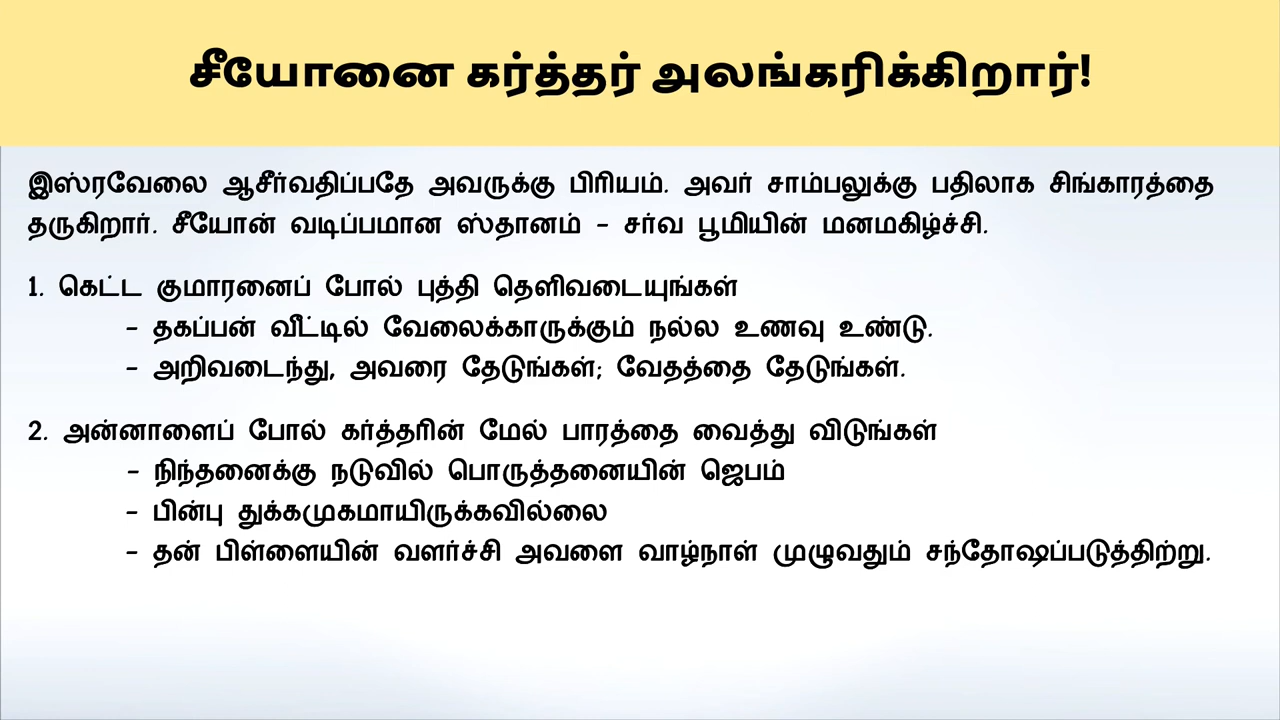 சீயோனை கர்த்தர் அலங்கரிக்கிறார்!
இஸ்ரவேலை ஆசீர்வதிப்பதே அவருக்கு பிரியம். அவர் சாம்பலுக்கு பதிலாக சிங்காரத்தை
தருகிறார். சீயோன் வடிப்பமான ஸ்தானம் - சர்வ பூமியின் மனமகிழ்ச்சி.
1. கெட்ட குமாரனைப் போல் புத்தி தெளிவடையுங்கள்
- தகப்பன் வீட்டில் வேலைக்காருக்கும் நல்ல உணவு உண்டு.
- அறிவடைந்து, அவரை தேடுங்கள்; வேதத்தை தேடுங்கள்.
2. அன்னாளைப் போல் கர்த்தரின் மேல் பாரத்தை வைத்து விடுங்கள்
- நிந்தனைக்கு நடுவில் பொருத்தனையின் ஜெபம்
- பின்பு துக்கமுகமாயிருக்கவில்லை
- தன் பிள்ளையின் வளர்ச்சி அவளை வாழ்நாள் முழுவதும் சந்தோஷப்படுத்திற்று.